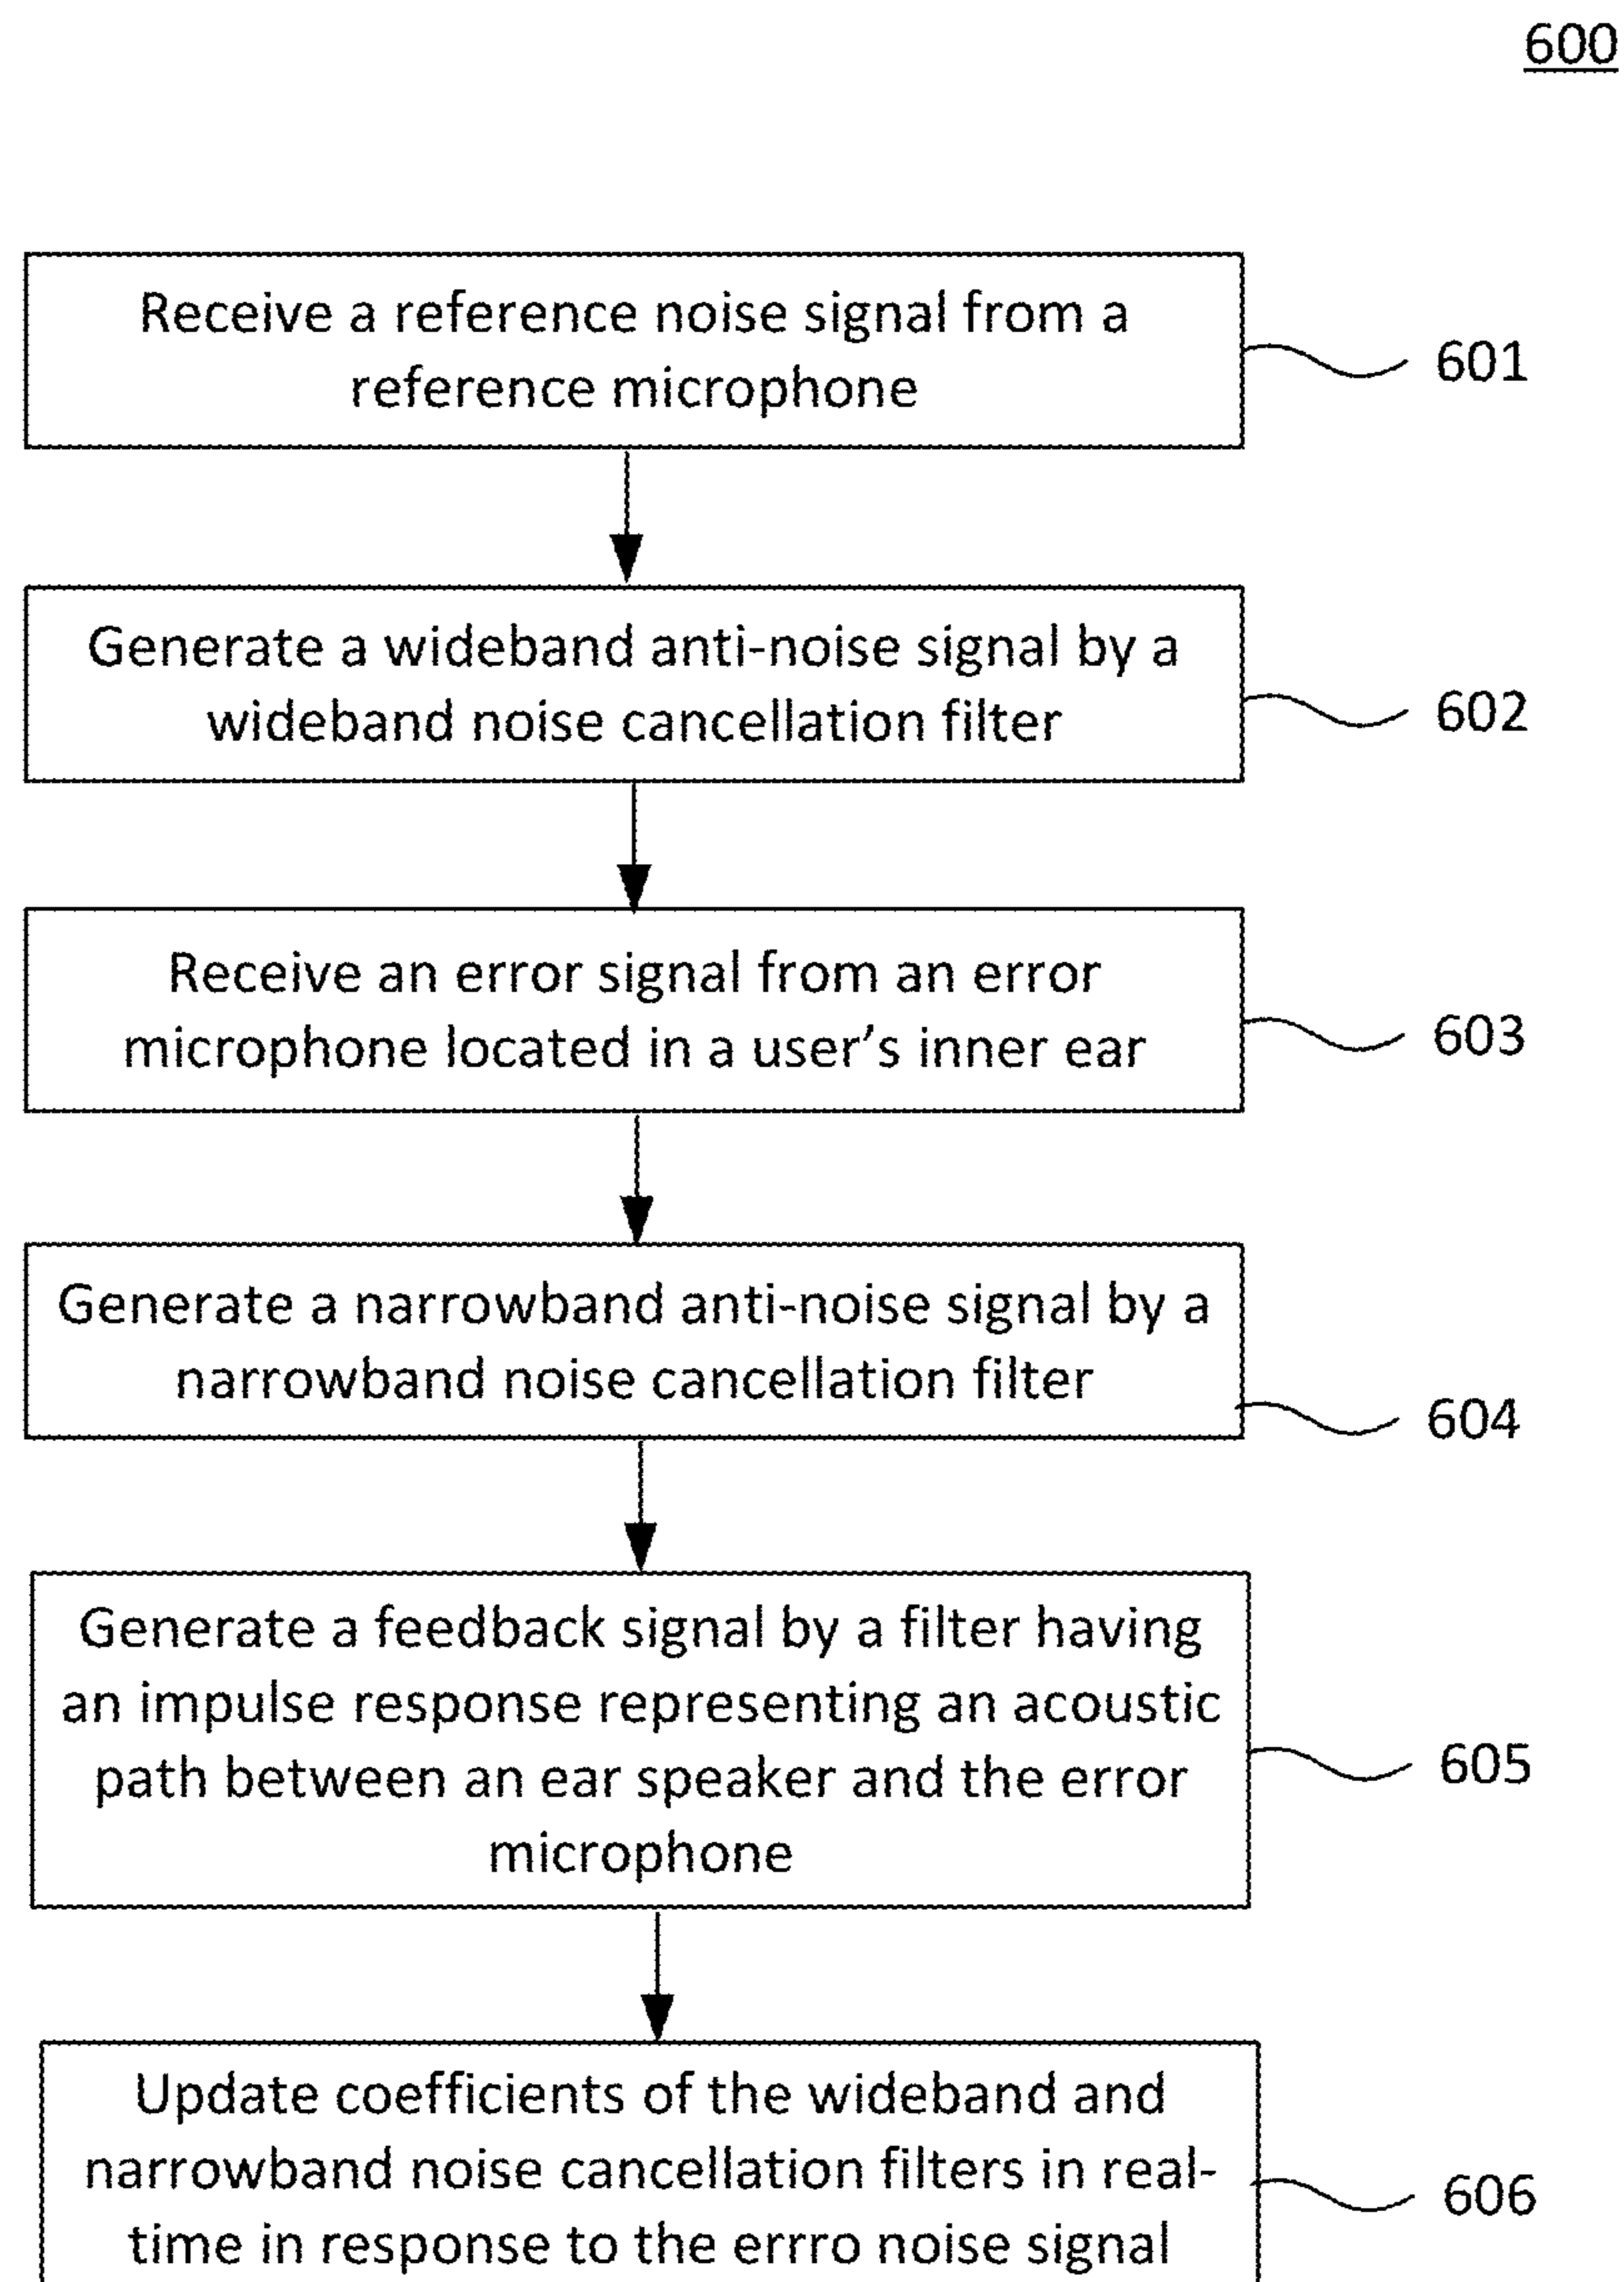 600
Receive a reference noise signal from a
reference microphone
601
Generate a wideband anti-noise signal by a
wideband noise cancellation filter
602
Receive an error signal from an error
microphone located in a user's inner ear
603
Generate a narrowband anti-noise signal by a
narrowband noise cancellation filter
604
Generate a feedback signal by a filter having
an impulse response representing an acoustic
path between an ear speaker and the error
microphone
605
Update coefficients of the wideband and
narrowband noise cancellation filters in real-
time in response to the errro noise signal
606